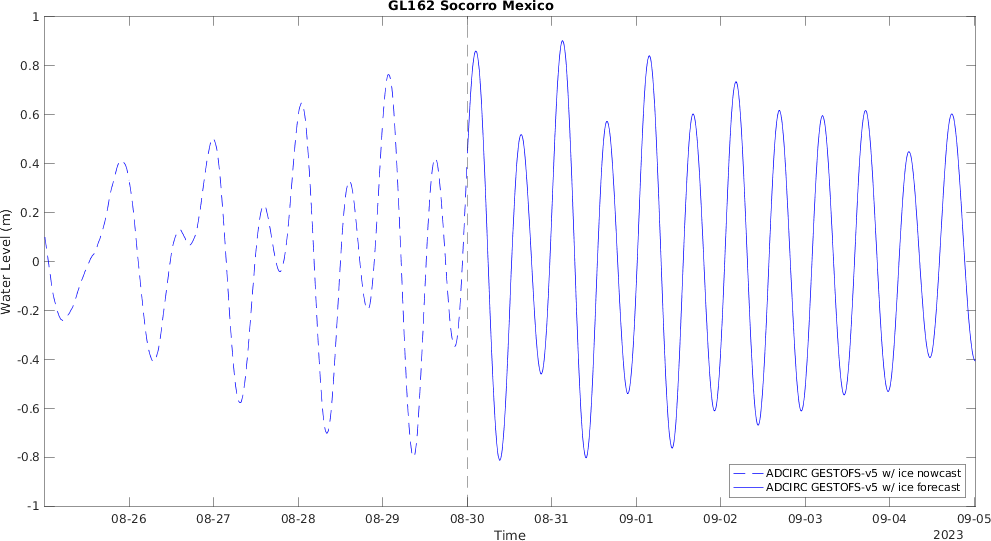 GL162 Socorro Mexico
1
0.8
0.6
0.4
0.2
0
-0.2
-0.4
-0.6
-0.8
-1
Water Level (m)
ADCIRC GESTOFS-v5 w/ ice nowcast
ADCIRC GESTOFS-v5 w/ ice forecast
08-26 08-27 08-28 08-29 08-30 08-31 09-01 09-02 09-03 09-04 09-05
Time
2023